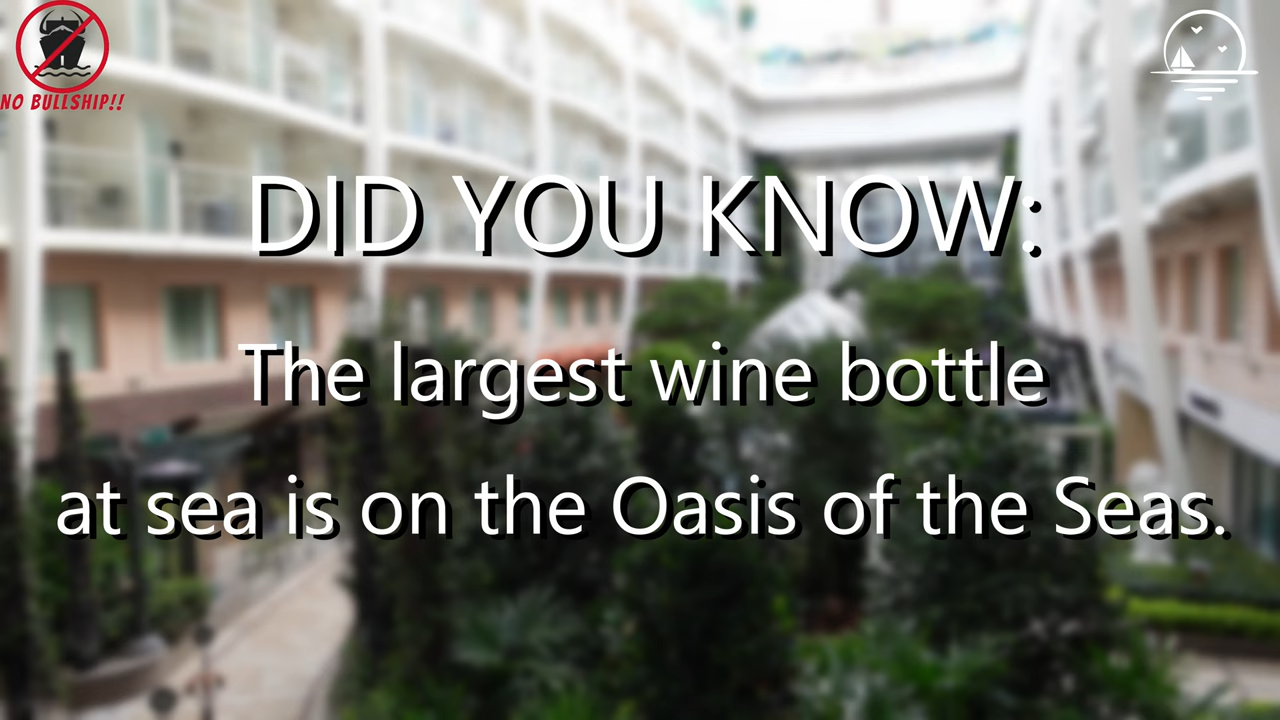 NO BULLSHIP!!
DID YOU KNOW:
The largest wine bottle
at sea is on the Oasis of the Seas.